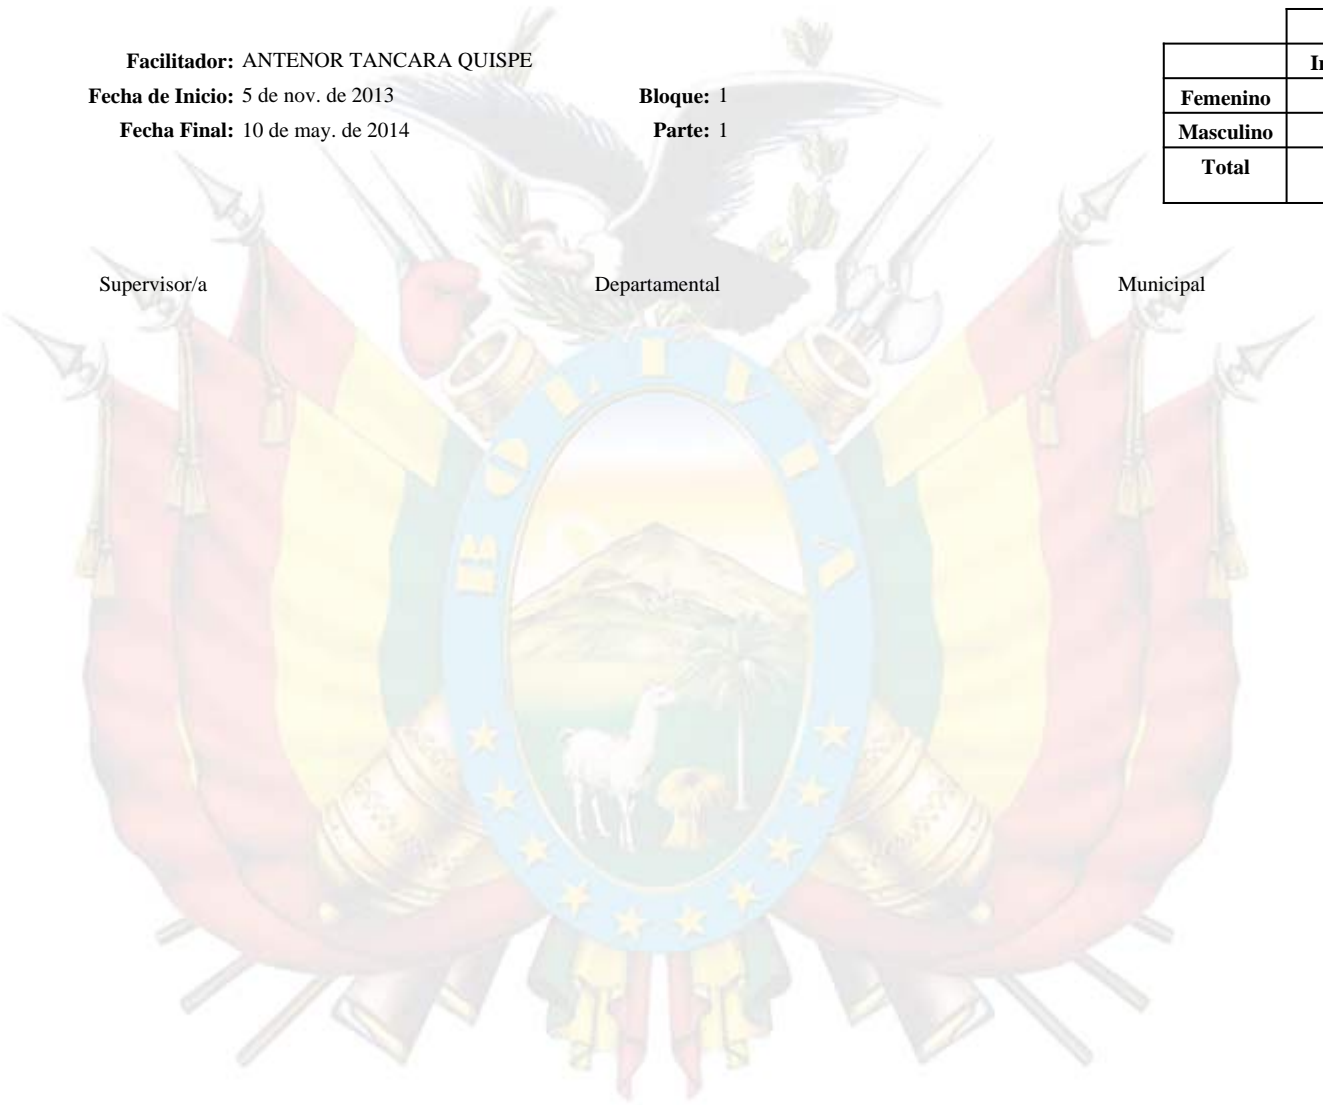 Facilitador: ANTENOR TANCARA QUISPE
Fecha de Inicio: 5 de nov. de 2013 Bloque: 1
Fecha Final: 10 de may. de 2014 Parte: 1
Femenino
Masculino
Total
Supervisor/a Departamental Municipal
BOLIVIA